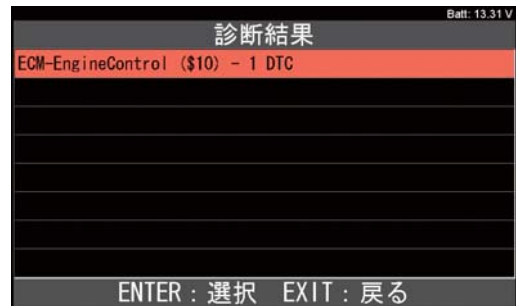 Batt: 13.31 V
診断結果
ECM-EngineControl ($10) - 1 DTC
ENTER：選択 EXIT：戻る